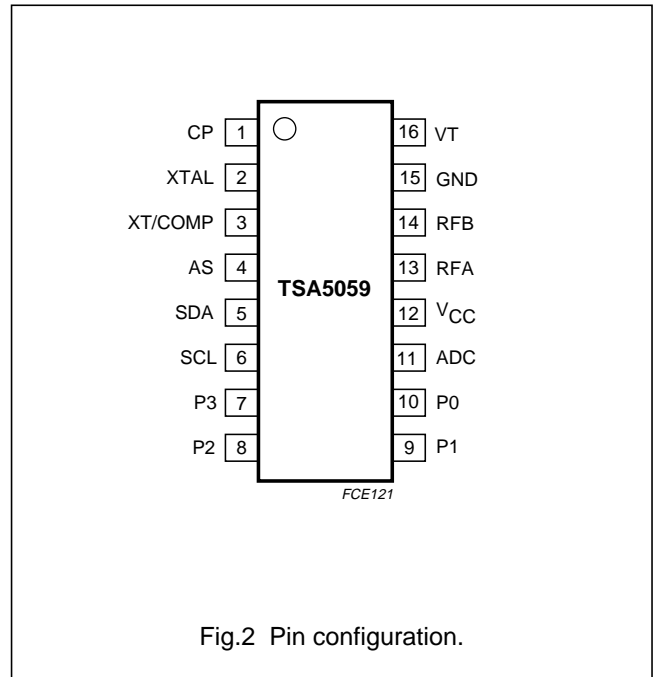 CP 1 16 VT
XTAL 2 15 GND
XT/COMP 3 14 RFB
AS 4 13 RFA
TSA5059
SDA 5 12 VCC
SCL 6 11 ADC
P3 7 10 P0
P2 8 9 P1
FCE121
Fig.2 Pin configuration.